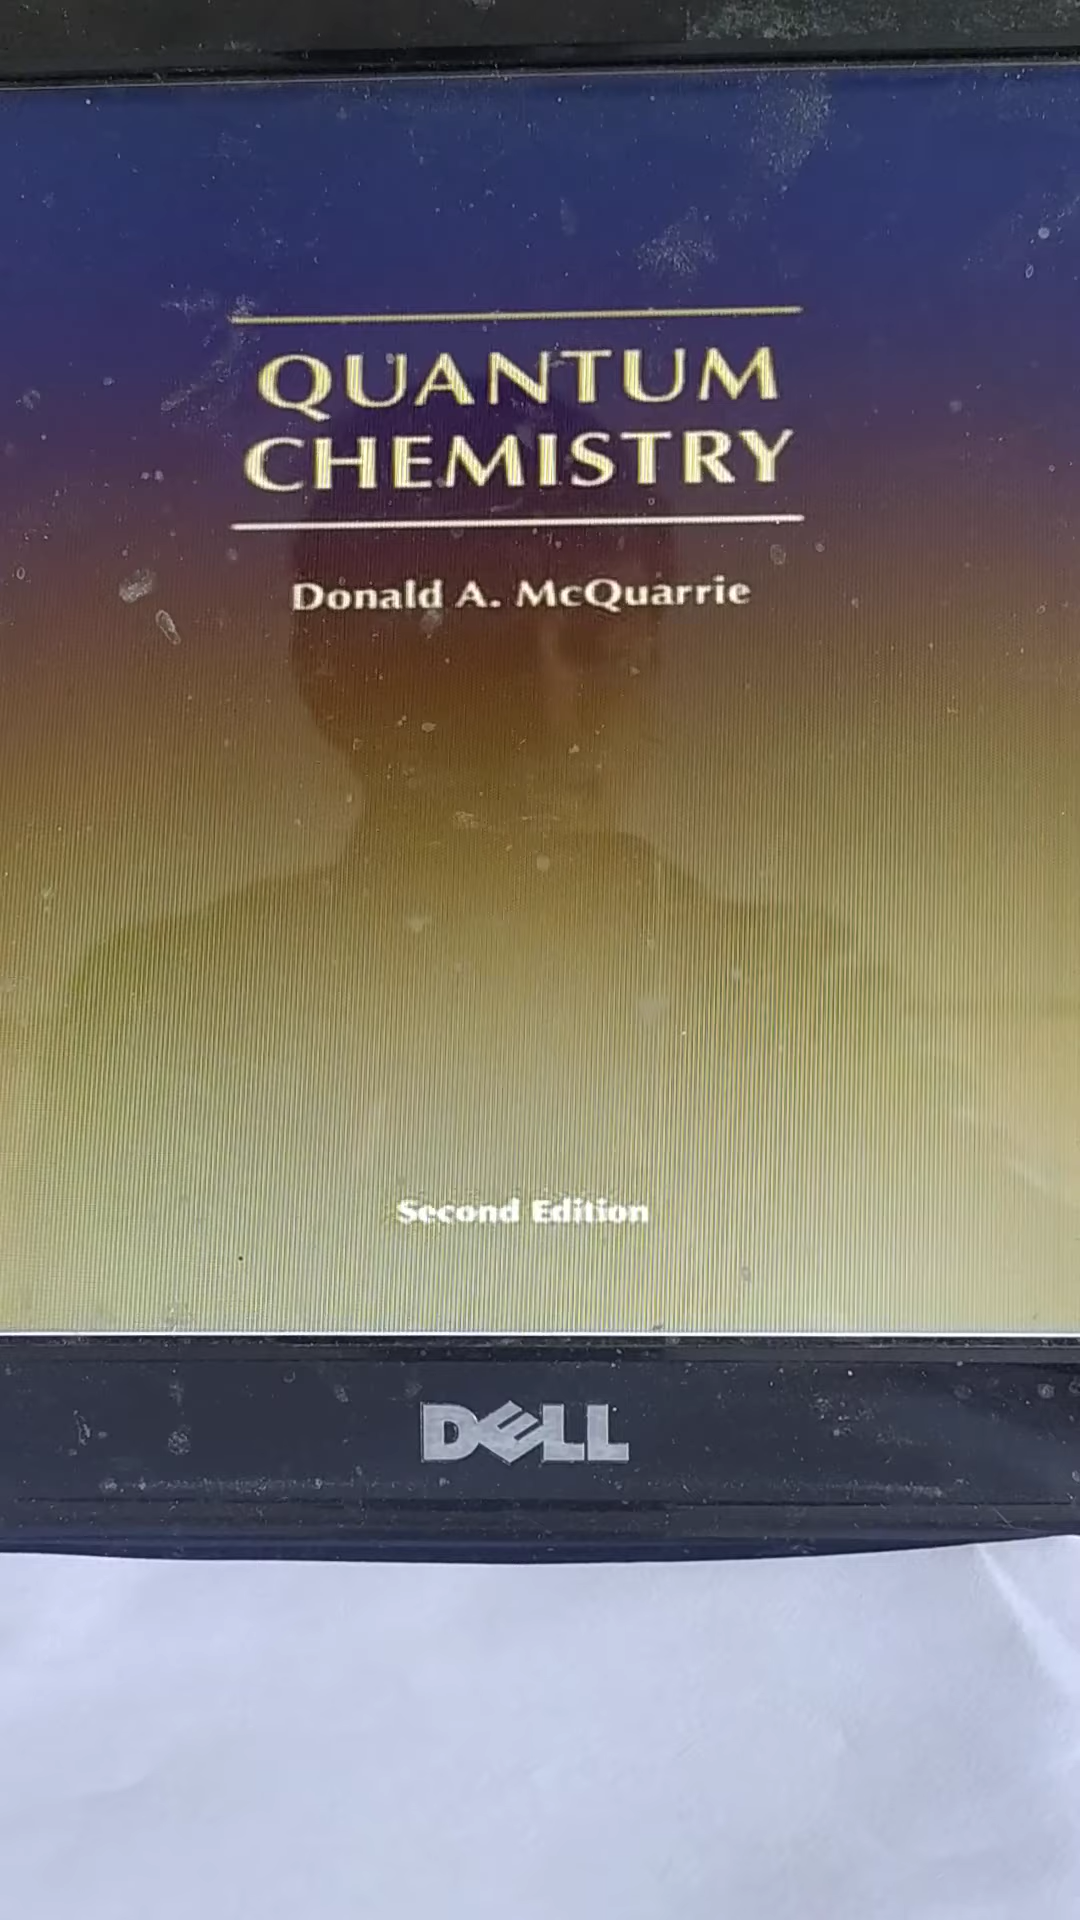 QUANTUM
CHEMISTRY
Donald A. McQuarrie
Second Edition
DELL